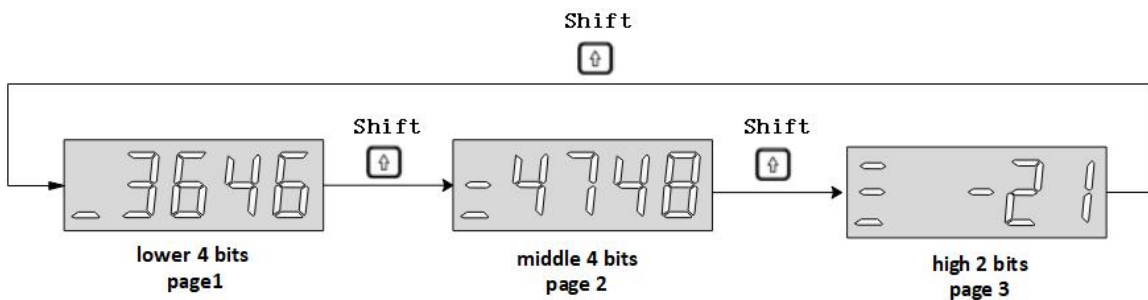 Shift
Shift
Shift
_3646
=4748
≡ -21
lower 4 bits
page1
middle 4 bits
page 2
high 2 bits
page 3